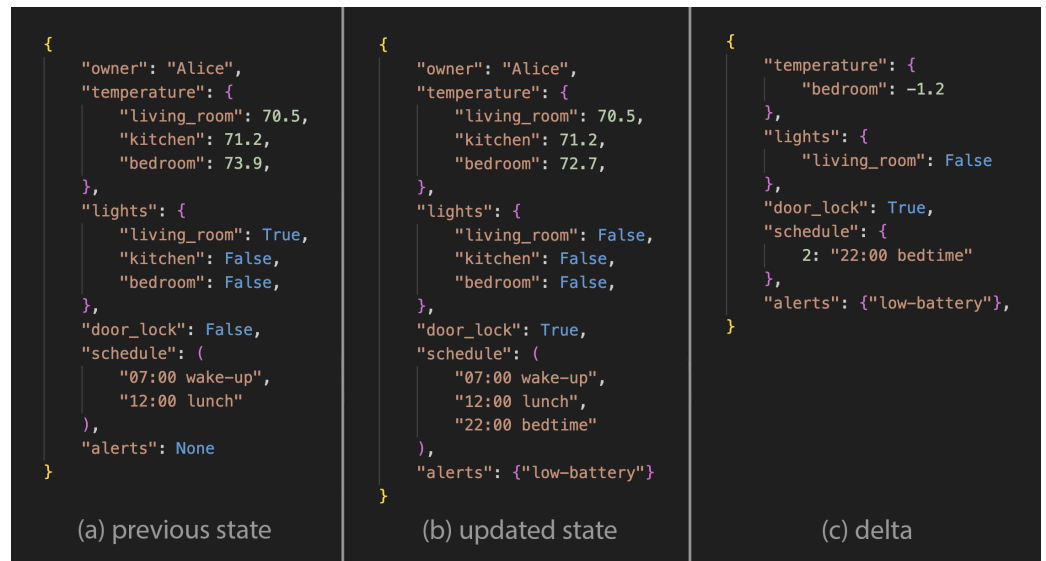 {
"owner": "Alice",
"temperature": {
"living_room": 70.5,
"kitchen": 71.2,
"bedroom": 73.9,
},
"lights": {
"living_room": True,
"kitchen": False,
"bedroom": False,
},
"door_lock": False,
"schedule": (
"07:00 wake-up",
"12:00 lunch"
),
"alerts": None
}
(a) previous state
{
"owner": "Alice",
"temperature": {
"living_room": 70.5,
"kitchen": 71.2,
"bedroom": 72.7,
},
"lights": {
"living_room": False,
"kitchen": False,
"bedroom": False,
},
"door_lock": True,
"schedule": (
"07:00 wake-up",
"12:00 lunch",
"22:00 bedtime"
),
"alerts": {"low-battery"}
}
(b) updated state
{
"temperature": {
"bedroom": -1.2
},
"lights": {
"living_room": False
},
"door_lock": True,
"schedule": {
2: "22:00 bedtime"
},
"alerts": {"low-battery"},
}
(c) delta